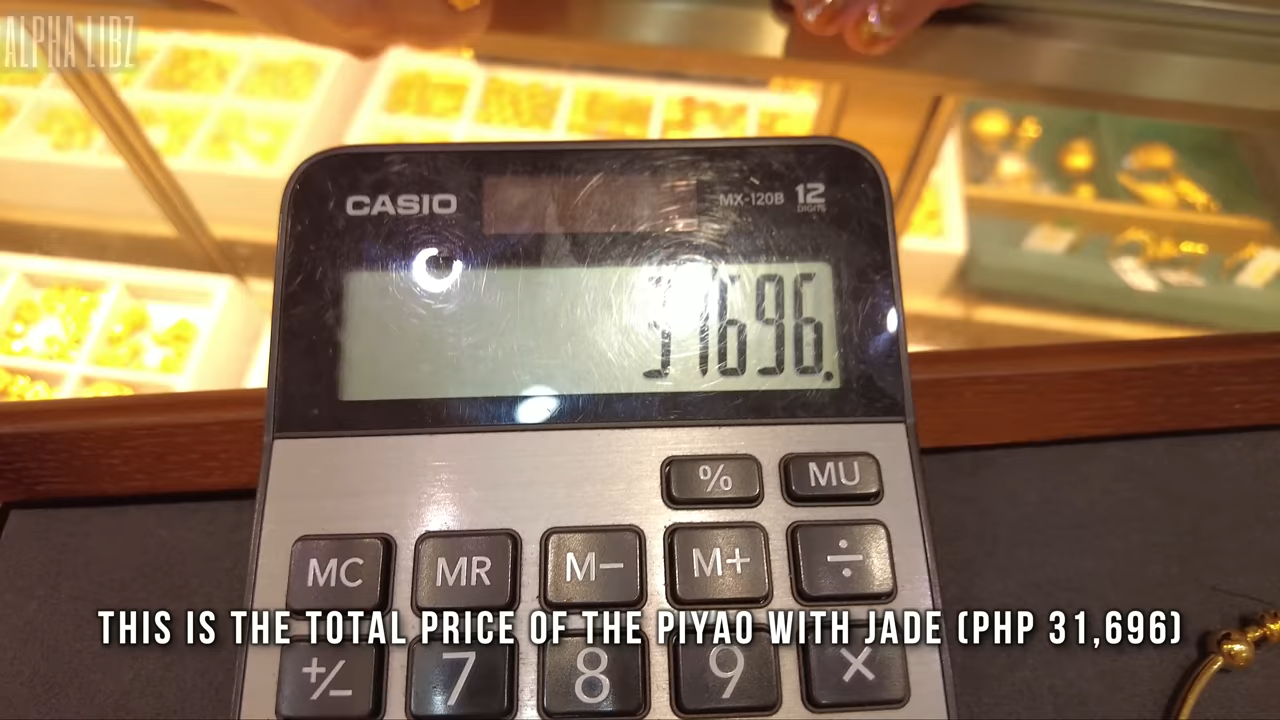 ALPHA LIBZ
CASIO
MX-120B 12
DIGITS
31696.
% MU
MC MR M− M+ ÷
THIS IS THE TOTAL PRICE OF THE PIYAO WITH JADE (PHP 31,696)
+/− 7 8 9 ×